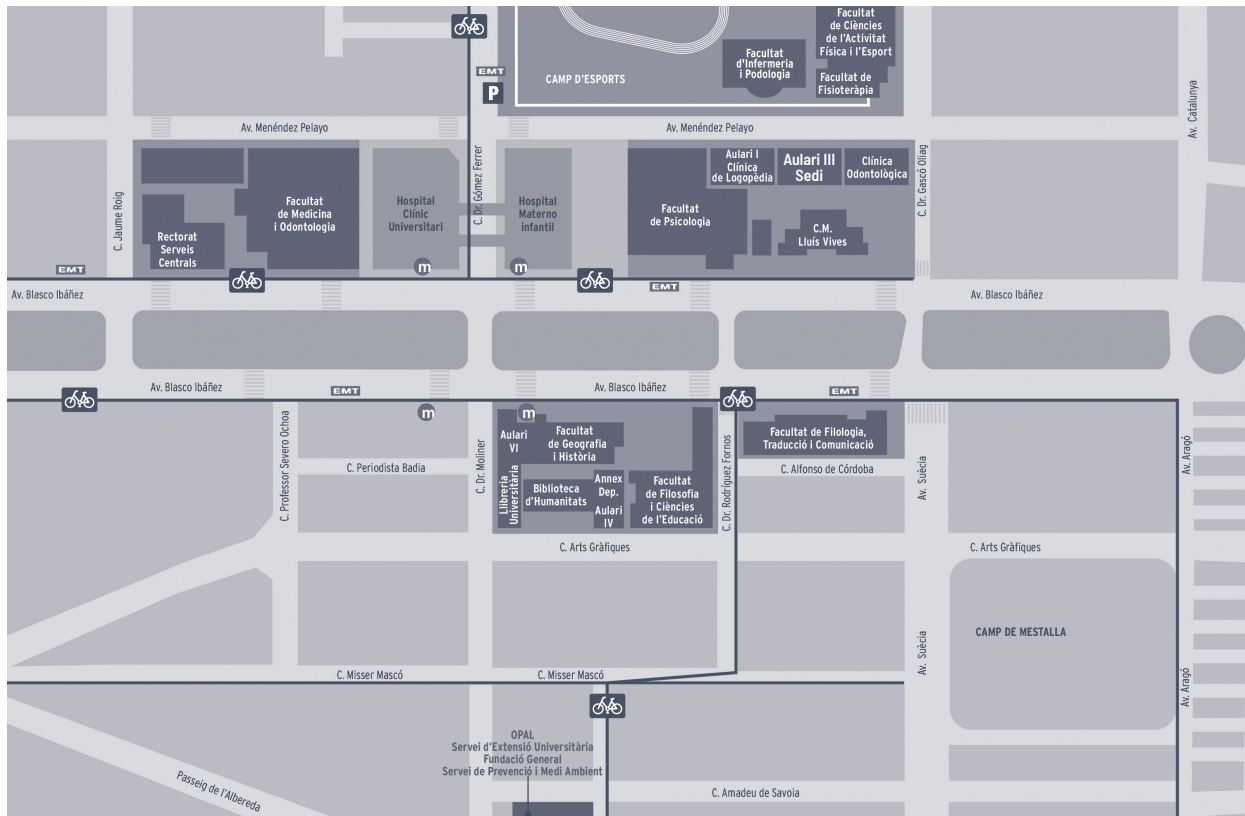 Facultat
de Ciències
de l'Activitat
Física i l'Esport
Facultat
d'Infermeria
i Podologia
Facultat de
Fisioteràpia
CAMP D'ESPORTS
EMT
P
Av. Catalunya
Av. Menéndez Pelayo
Av. Menéndez Pelayo
C. Jaume Roig
C. Dr. Gómez Ferrer
C. Dr. Gascó Oliag
Aulari I
Clínica
de Logopèdia
Aulari III
Sedi
Clínica
Odontològica
Facultat
de Medicina
i Odontologia
Hospital
Clínic
Universitari
Hospital
Materno
infantil
Facultat
de Psicologia
C.M.
Lluís Vives
Rectorat
Serveis
Centrals
EMT
m
m
EMT
Av. Blasco Ibáñez
Av. Blasco Ibáñez
Av. Blasco Ibáñez
EMT
Av. Blasco Ibáñez
EMT
m
m
C. Professor Severo Ochoa
C. Periodista Badia
C. Dr. Moliner
Aulari
VI
Facultat
de Geografia
i Història
Llibreria
Universitària
Biblioteca
d'Humanitats
Annex
Dep.
Aulari
IV
Facultat
de Filosofia
i Ciències
de l'Educació
C. Dr. Rodríguez Fornos
Facultat de Filologia,
Traducció i Comunicació
C. Alfonso de Córdoba
Av. Suècia
Av. Aragó
C. Arts Gràfiques
C. Arts Gràfiques
CAMP DE MESTALLA
Av. Suècia
Av. Aragó
C. Misser Mascó
C. Misser Mascó
OPAL
Servei d'Extensió Universitària
Fundació General
Servei de Prevenció i Medi Ambient
Passeig de l'Albereda
C. Amadeu de Savoia